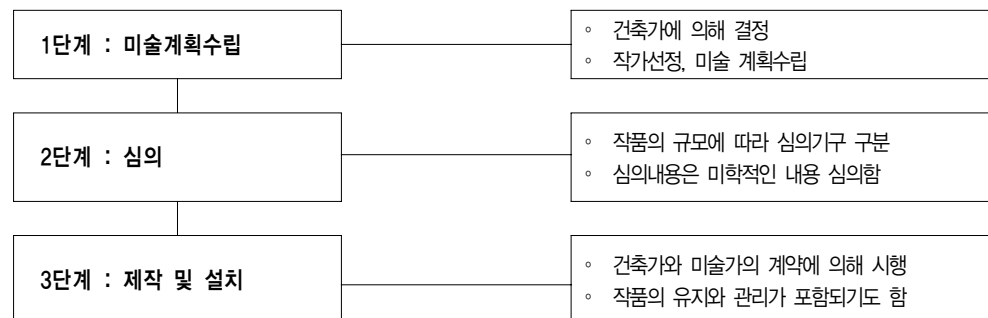 1단계 : 미술계획수립
◦ 건축가에 의해 결정
◦ 작가선정, 미술 계획수립
2단계 : 심의
◦ 작품의 규모에 따라 심의기구 구분
◦ 심의내용은 미학적인 내용 심의함
3단계 : 제작 및 설치
◦ 건축가와 미술가의 계약에 의해 시행
◦ 작품의 유지와 관리가 포함되기도 함